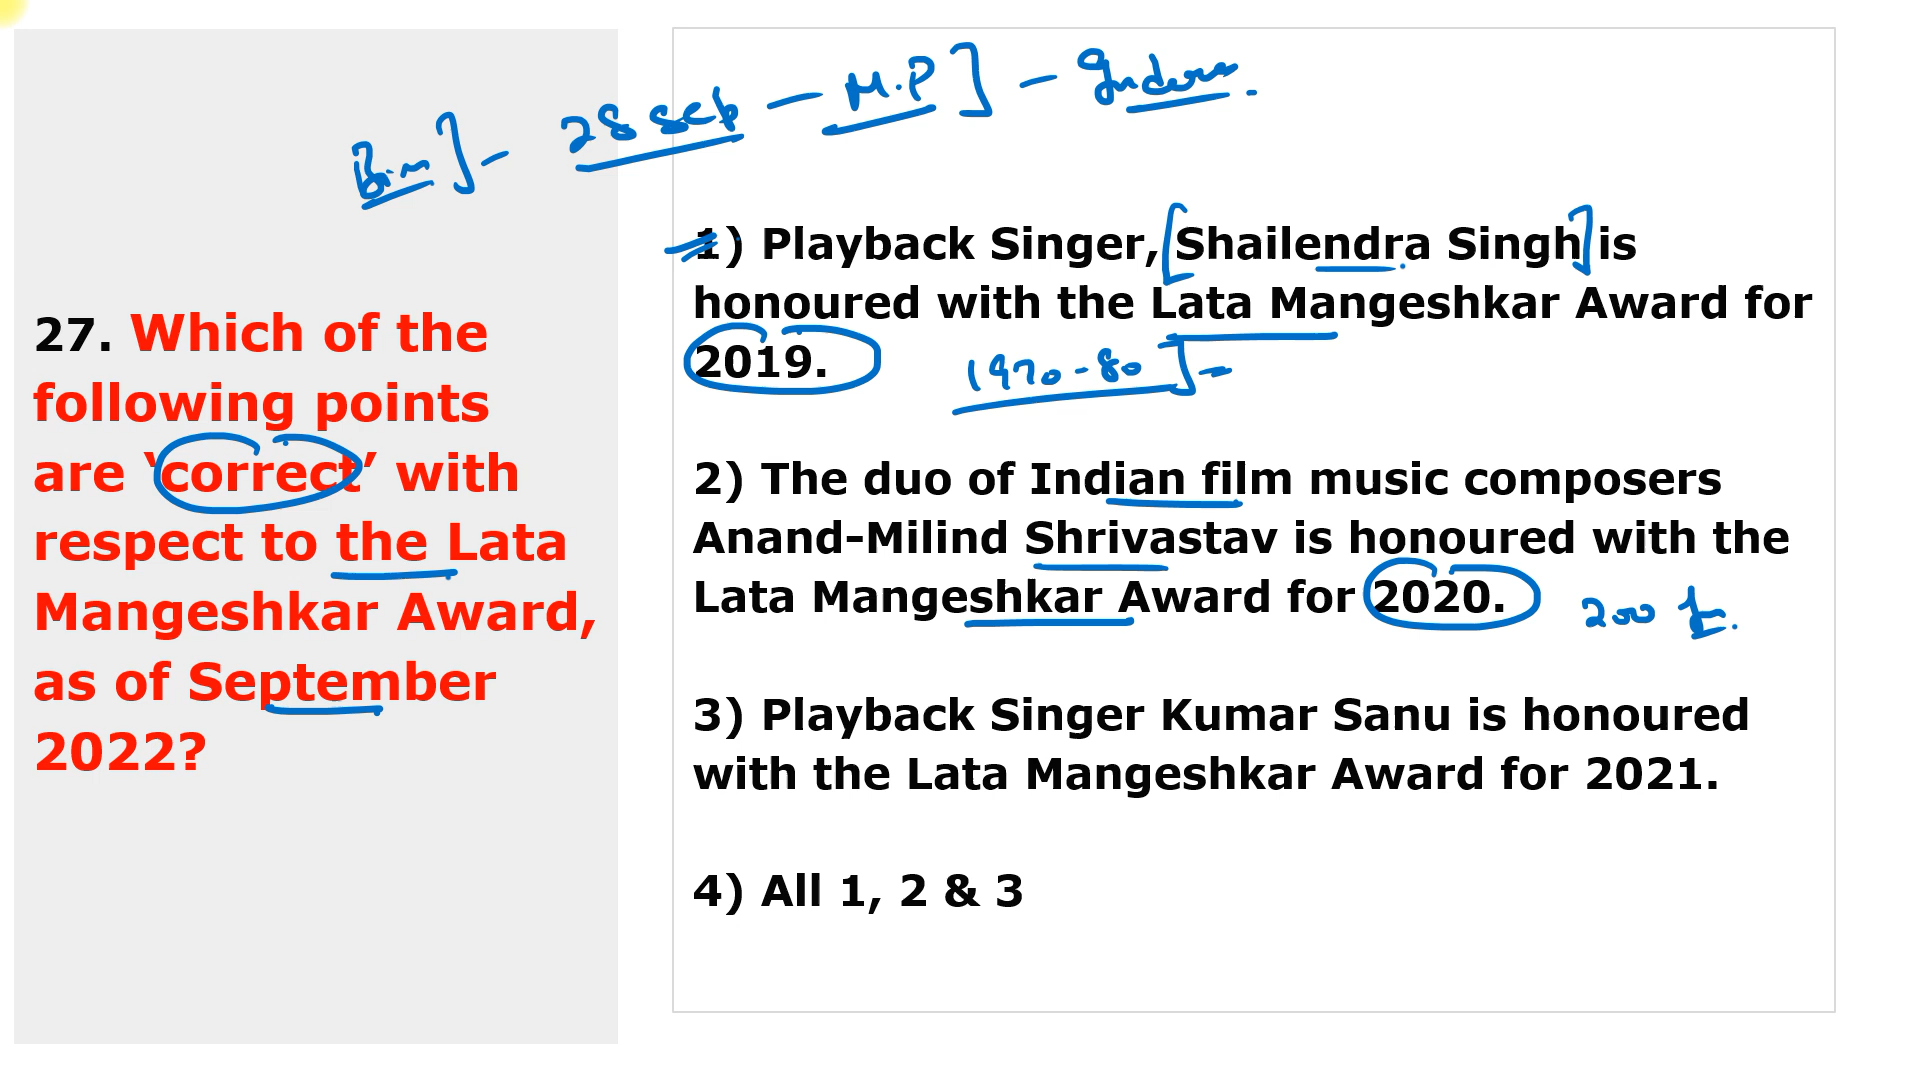 28 sep — M.P] — Indore.
27. Which of the
following points
are ‘correct’ with
respect to the Lata
Mangeshkar Award,
as of September
2022?
1) Playback Singer, [Shailendra Singh] is
honoured with the Lata Mangeshkar Award for
2019.
1970-80] -
2) The duo of Indian film music composers
Anand-Milind Shrivastav is honoured with the
Lata Mangeshkar Award for 2020.
200
3) Playback Singer Kumar Sanu is honoured
with the Lata Mangeshkar Award for 2021.
4) All 1, 2 & 3